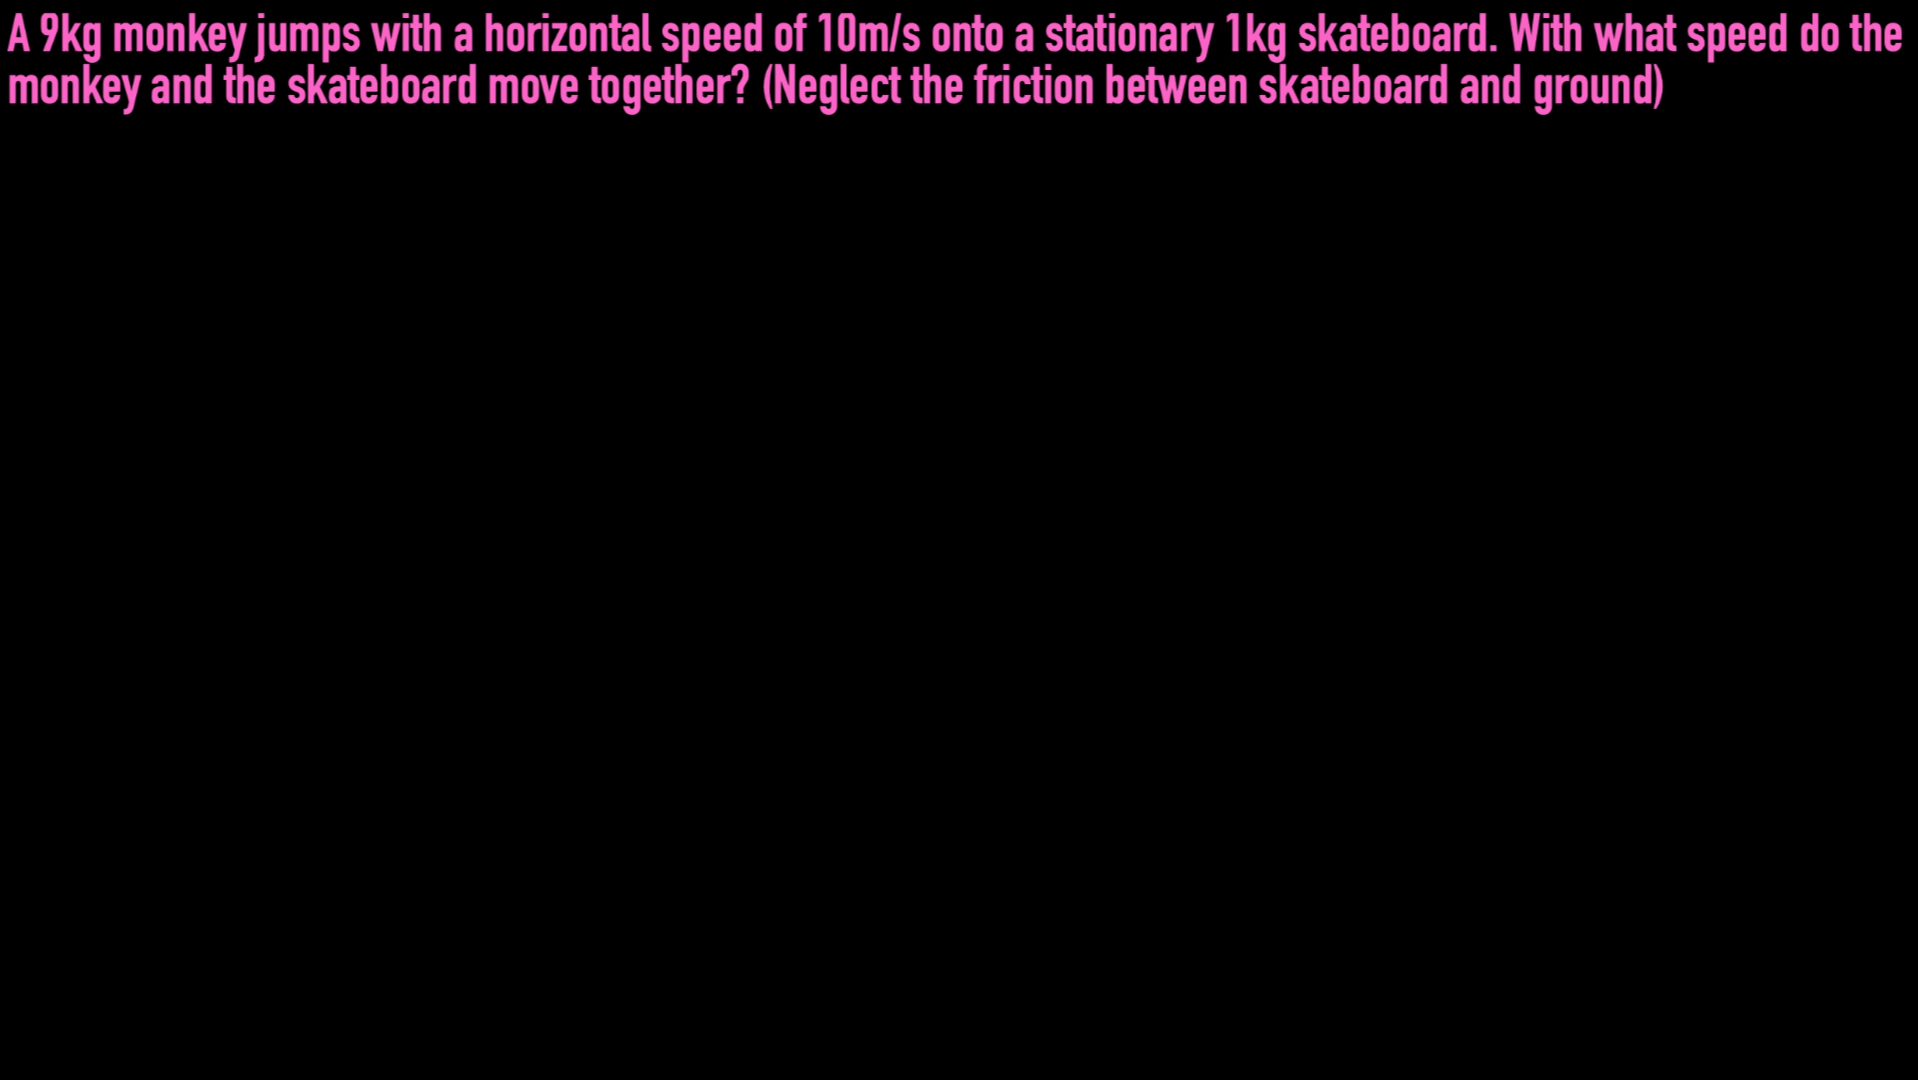 A 9kg monkey jumps with a horizontal speed of 10m/s onto a stationary 1kg skateboard. With what speed do the
monkey and the skateboard move together? (Neglect the friction between skateboard and ground)